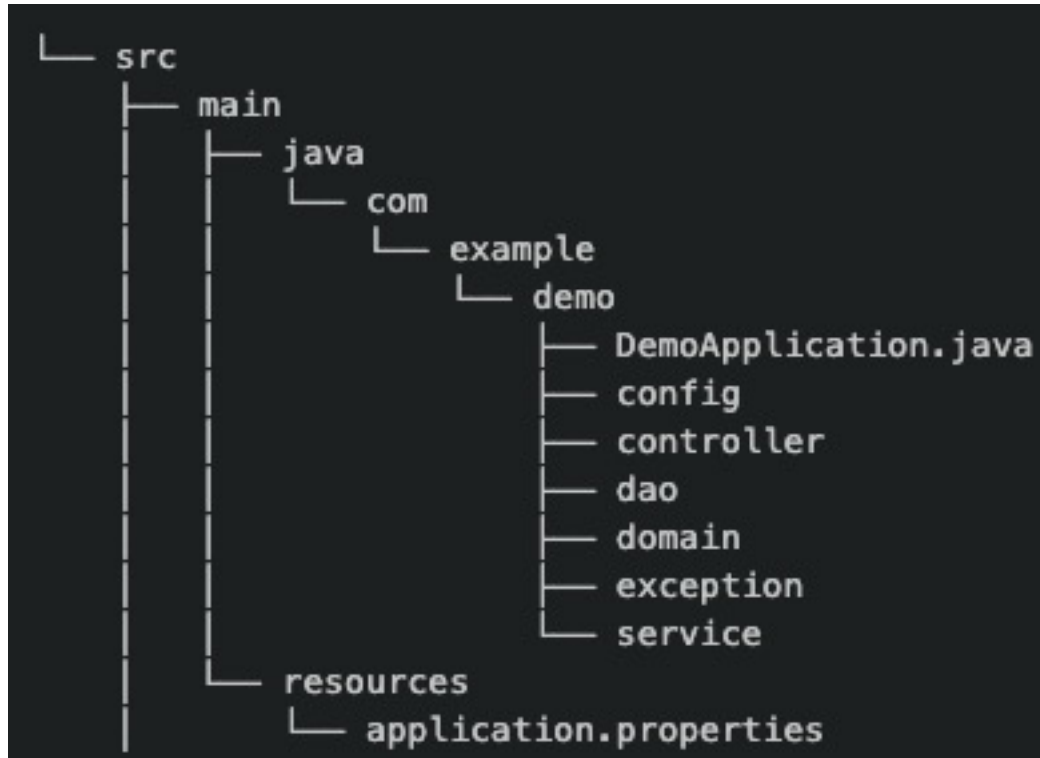 └── src
    ├── main
    │   ├── java
    │   │   └── com
    │   │       └── example
    │   │           └── demo
    │   │               ├── DemoApplication.java
    │   │               ├── config
    │   │               ├── controller
    │   │               ├── dao
    │   │               ├── domain
    │   │               ├── exception
    │   │               └── service
    │   └── resources
    │       └── application.properties